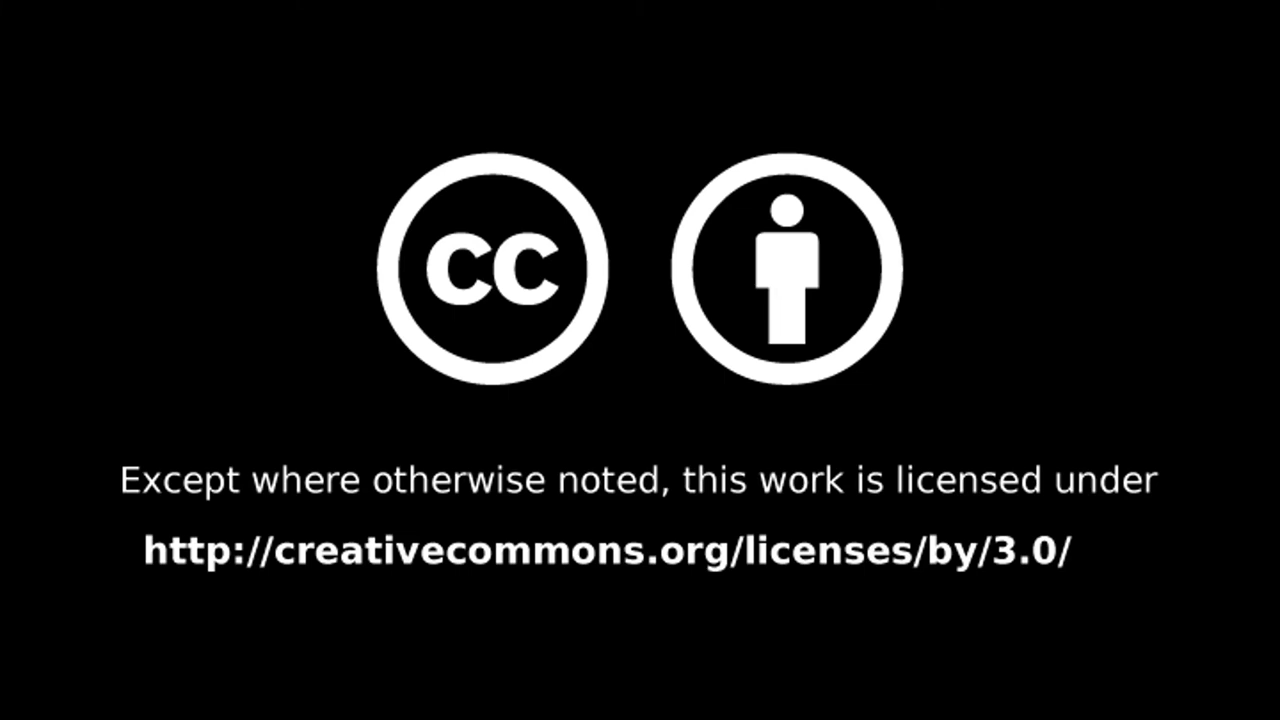 cc
Except where otherwise noted, this work is licensed under
http://creativecommons.org/licenses/by/3.0/